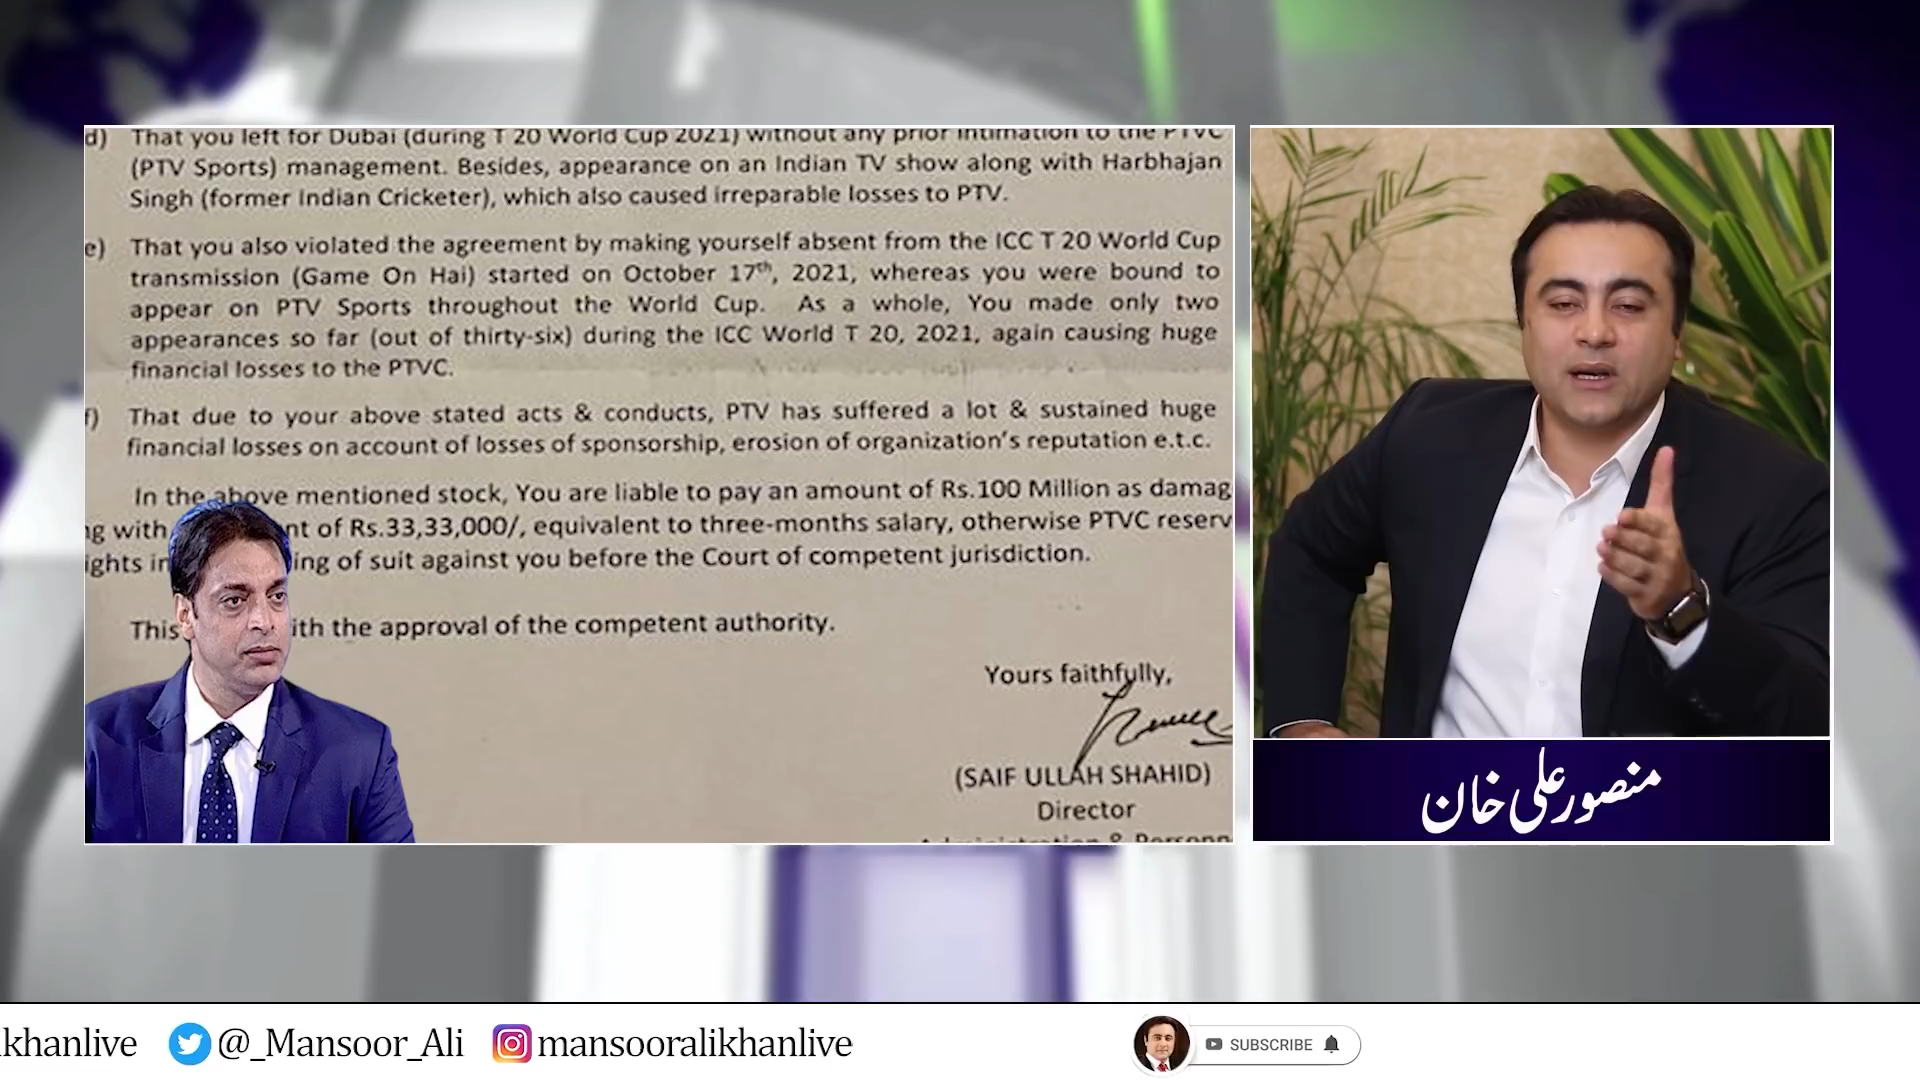 d) That you left for Dubai (during T 20 World Cup 2021) without any prior intimation to the PTVC
(PTV Sports) management. Besides, appearance on an Indian TV show along with Harbhajan
Singh (former Indian Cricketer), which also caused irreparable losses to PTV.
e) That you also violated the agreement by making yourself absent from the ICC T 20 World Cup
transmission (Game On Hai) started on October 17th, 2021, whereas you were bound to
appear on PTV Sports throughout the World Cup. As a whole, You made only two
appearances so far (out of thirty-six) during the ICC World T 20, 2021, again causing huge
financial losses to the PTVC.
f) That due to your above stated acts & conducts, PTV has suffered a lot & sustained huge
financial losses on account of losses of sponsorship, erosion of organization's reputation e.t.c.
In the above mentioned stock, You are liable to pay an amount of Rs.100 Million as damag
ng with nt of Rs.33,33,000/, equivalent to three-months salary, otherwise PTVC reserv
ights in ing of suit against you before the Court of competent jurisdiction.
This ith the approval of the competent authority.
Yours faithfully,
(SAIF ULLAH SHAHID)
Director
منصور علی خان
khanlive @_Mansoor_Ali mansooralikhanlive SUBSCRIBE